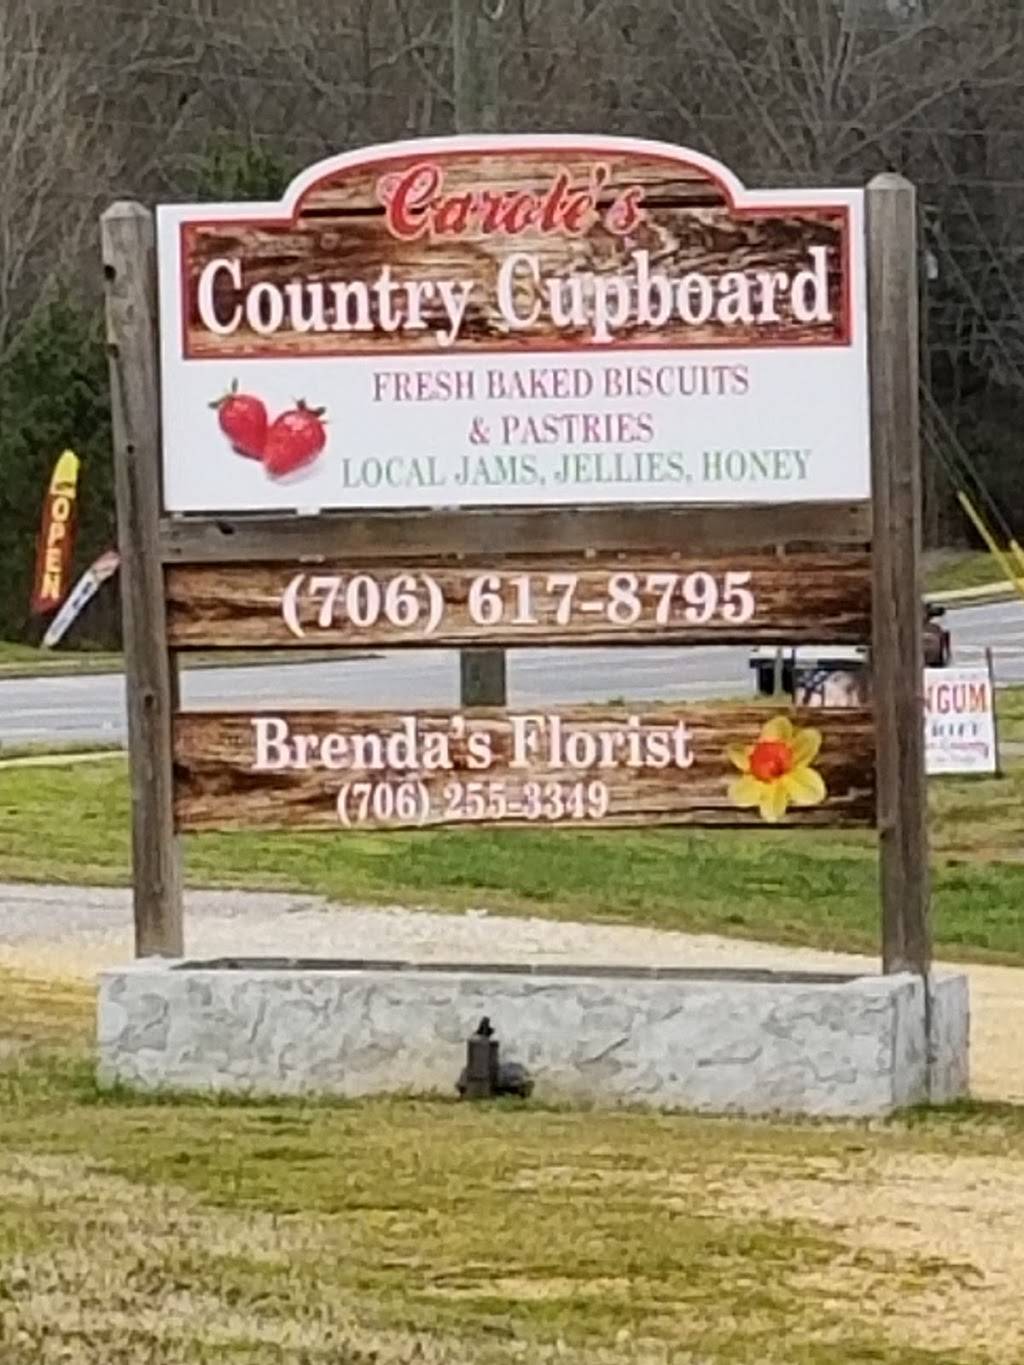 Carole's
Country Cupboard
FRESH BAKED BISCUITS
& PASTRIES
LOCAL JAMS, JELLIES, HONEY
OPEN
(706) 617-8795
Brenda's Florist
(706) 255-3349
NGUM